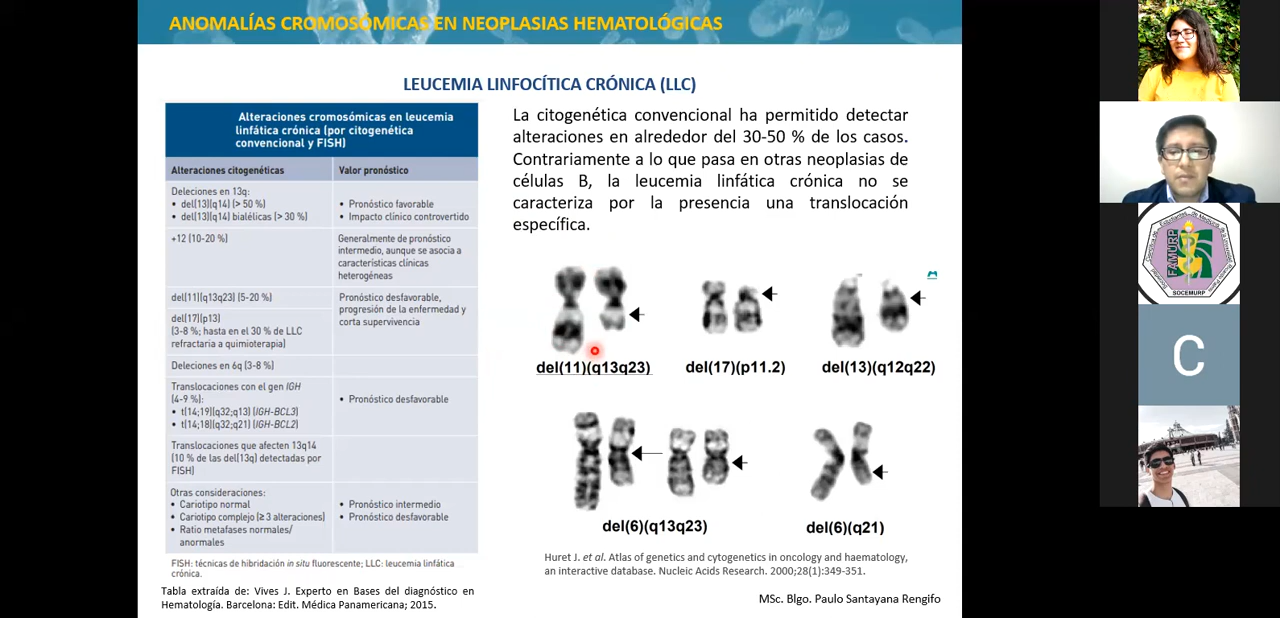 ANOMALÍAS CROMOSÓMICAS EN NEOPLASIAS HEMATOLÓGICAS
LEUCEMIA LINFOCÍTICA CRÓNICA (LLC)
Alteraciones cromosómicas en leucemia
linfática crónica (por citogenética
convencional y FISH)
Alteraciones citogenéticas
Valor pronóstico
Deleciones en 13q:
• del(13)(q14) (> 50 %)
• Pronóstico favorable
• del(13)(q14) bialélicas (> 30 %)
• Impacto clínico controvertido
+12 (10-20 %)
Generalmente de pronóstico
intermedio, aunque se asocia a
características clínicas
heterogéneas
del(11)(q13q23) (5-20 %)
del(17)(p13)
(3-8 %; hasta en el 30 % de LLC
refractaria a quimioterapia)
Pronóstico desfavorable,
progresión de la enfermedad y
corta supervivencia
Deleciones en 6q (3-8 %)
Translocaciones con el gen IGH
(4-9 %):
• t(14;19)(q32;q13) (IGH-BCL3)
• t(14;18)(q32;q21) (IGH-BCL2)
• Pronóstico desfavorable
Translocaciones que afecten 13q14
(10 % de las del(13q) detectadas por
FISH)
Otras consideraciones:
• Cariotipo normal
• Pronóstico intermedio
• Cariotipo complejo (≥ 3 alteraciones)
• Pronóstico desfavorable
• Ratio metafases normales/
anormales
FISH: técnicas de hibridación in situ fluorescente; LLC: leucemia linfática
crónica.
Tabla extraída de: Vives J. Experto en Bases del diagnóstico en
Hematología. Barcelona: Edit. Médica Panamericana; 2015.
La citogenética convencional ha permitido detectar
alteraciones en alrededor del 30-50 % de los casos.
Contrariamente a lo que pasa en otras neoplasias de
células B, la leucemia linfática crónica no se
caracteriza por la presencia una translocación
específica.
del(11)(q13q23)
del(17)(p11.2)
del(13)(q12q22)
del(6)(q13q23)
del(6)(q21)
Huret J. et al. Atlas of genetics and cytogenetics in oncology and haematology,
an interactive database. Nucleic Acids Research. 2000;28(1):349-351.
MSc. Blgo. Paulo Santayana Rengifo
FAMURP
SOCEMURP
C